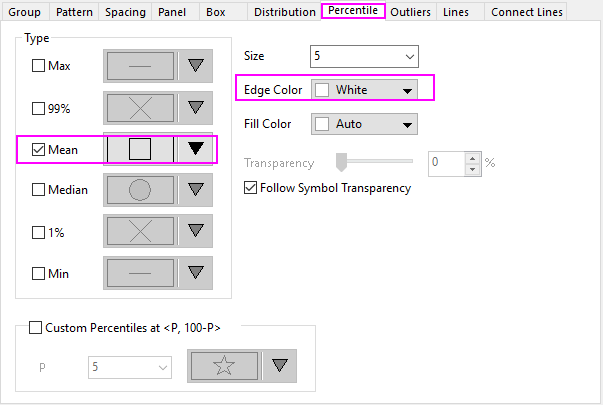 Group Pattern Spacing Panel Box Distribution Percentile Outliers Lines Connect Lines
Type
Max
99%
Mean
Median
1%
Min
Size 5
Edge Color White
Fill Color Auto
Transparency 0 %
Follow Symbol Transparency
Custom Percentiles at <P, 100-P>
P 5